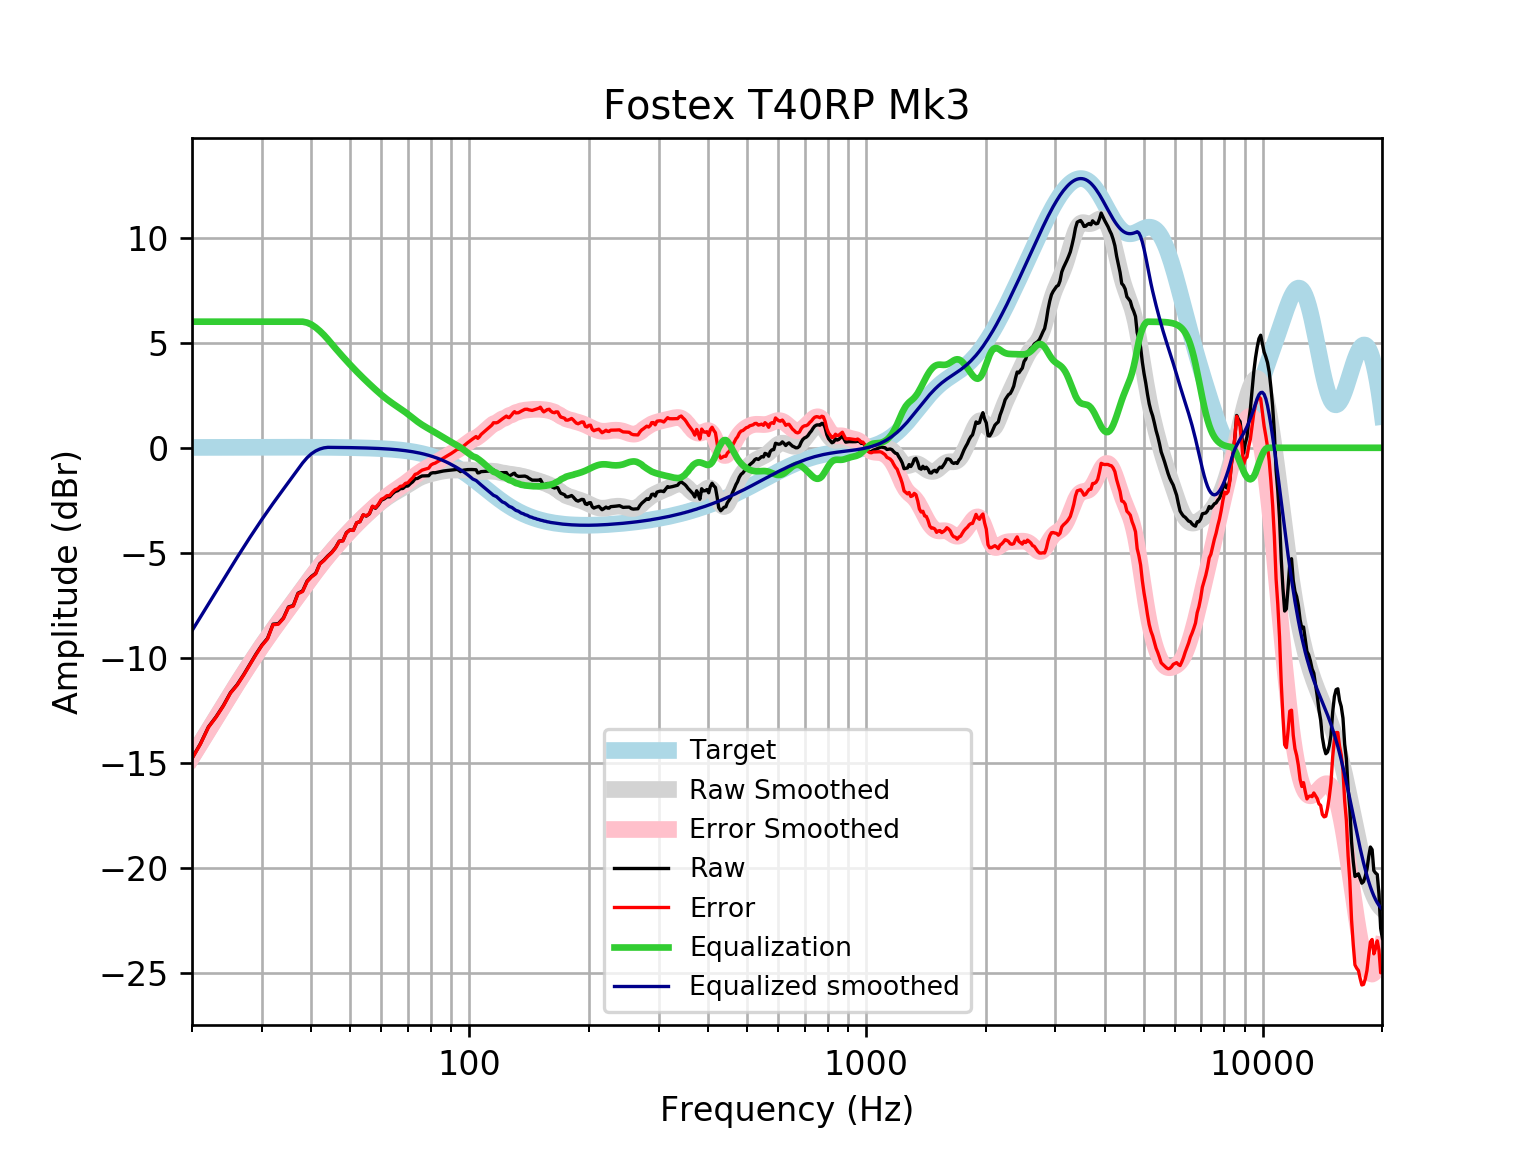 Fostex T40RP Mk3
10
5
0
−5
−10
−15
−20
−25
Amplitude (dBr)
Target
Raw Smoothed
Error Smoothed
Raw
Error
Equalization
Equalized smoothed
100 1000 10000
Frequency (Hz)